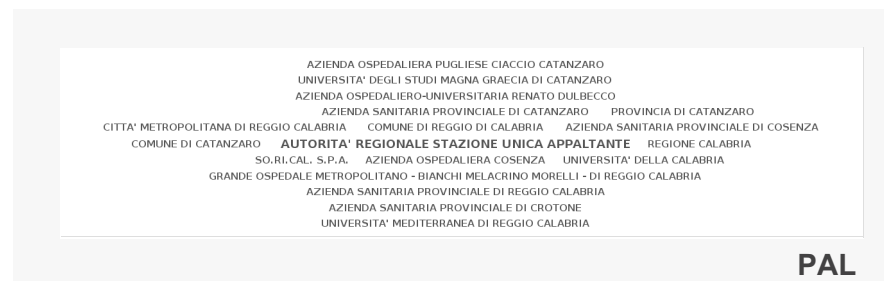 AZIENDA OSPEDALIERA PUGLIESE CIACCIO CATANZARO
UNIVERSITA' DEGLI STUDI MAGNA GRAECIA DI CATANZARO
AZIENDA OSPEDALIERO-UNIVERSITARIA RENATO DULBECCO
AZIENDA SANITARIA PROVINCIALE DI CATANZARO PROVINCIA DI CATANZARO
CITTA' METROPOLITANA DI REGGIO CALABRIA COMUNE DI REGGIO DI CALABRIA AZIENDA SANITARIA PROVINCIALE DI COSENZA
COMUNE DI CATANZARO AUTORITA' REGIONALE STAZIONE UNICA APPALTANTE REGIONE CALABRIA
SO.RI.CAL. S.P.A. AZIENDA OSPEDALIERA COSENZA UNIVERSITA' DELLA CALABRIA
GRANDE OSPEDALE METROPOLITANO - BIANCHI MELACRINO MORELLI - DI REGGIO CALABRIA
AZIENDA SANITARIA PROVINCIALE DI REGGIO CALABRIA
AZIENDA SANITARIA PROVINCIALE DI CROTONE
UNIVERSITA' MEDITERRANEA DI REGGIO CALABRIA
PAL